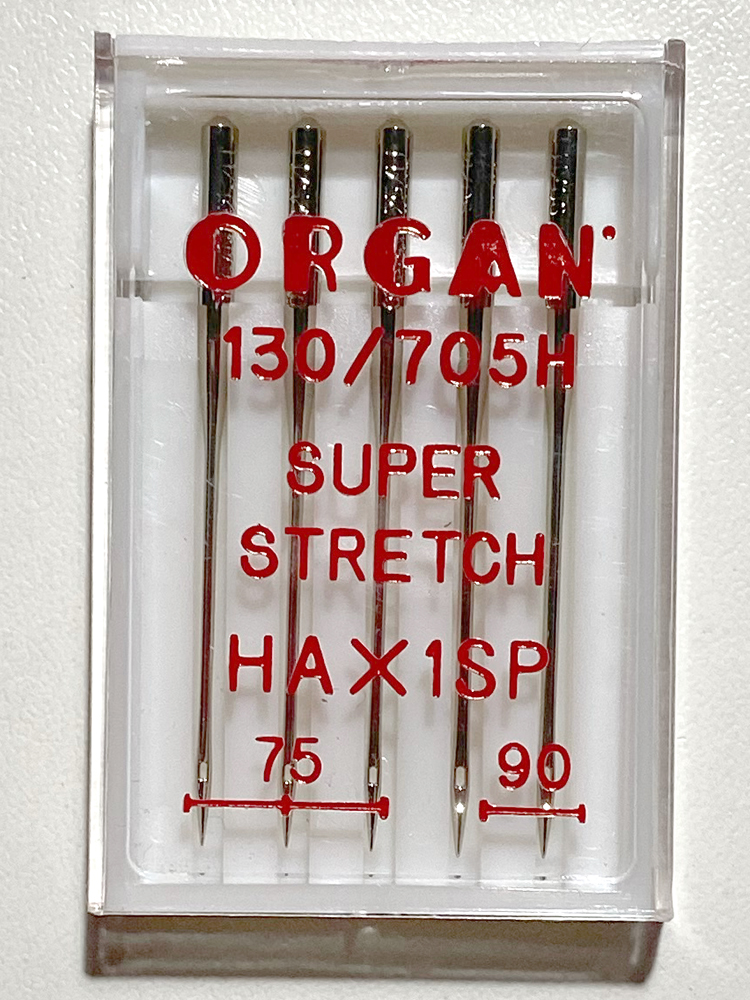 ORGAN
130/705H
SUPER
STRETCH
HAX1SP
75 90